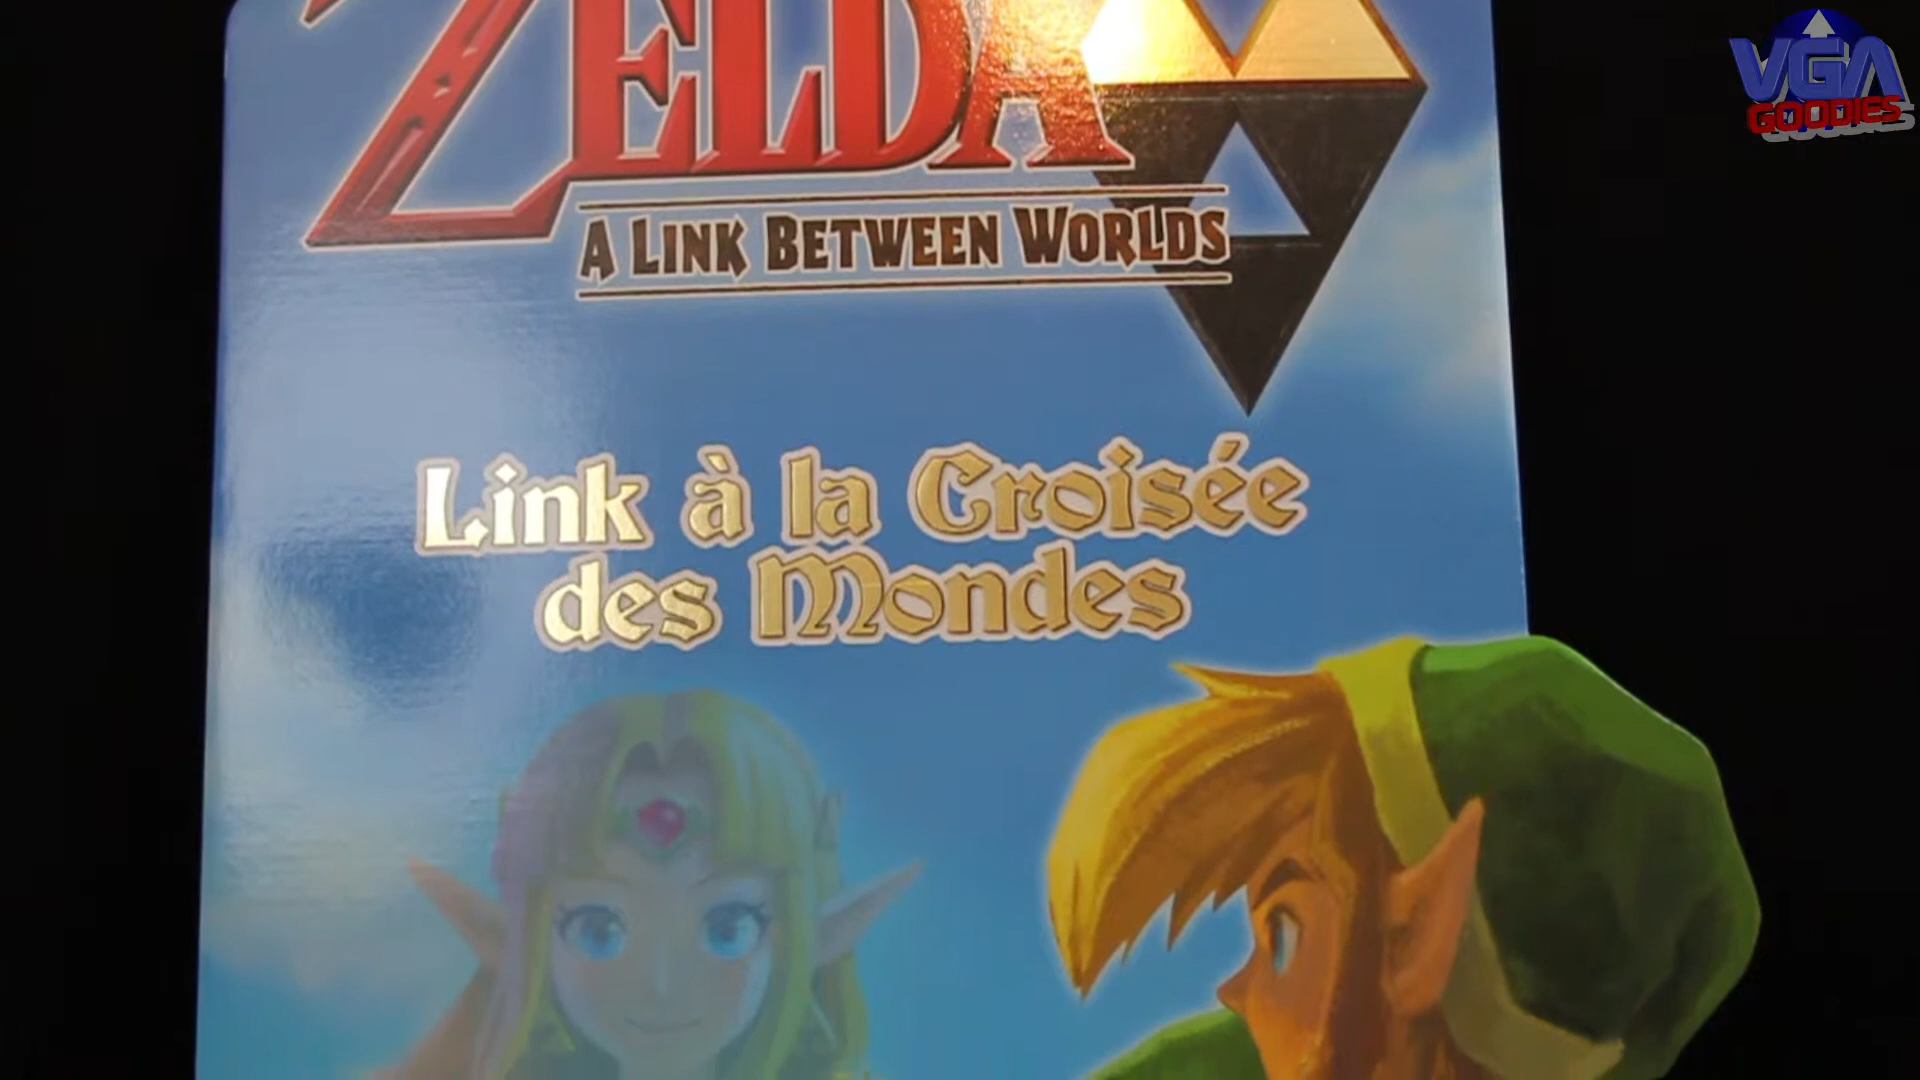 ZELDA
A LINK BETWEEN WORLDS
Link à la Croisée
des Mondes
VGA
GOODIES